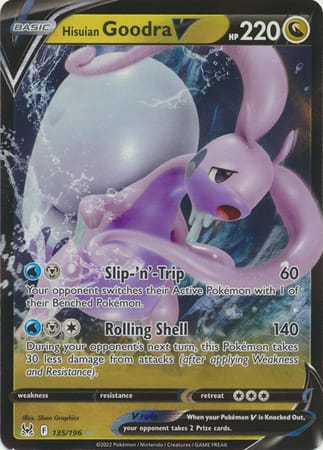 BASIC Hisuian Goodra V HP 220
Slip-'n'-Trip 60
Your opponent switches their Active Pokémon with 1 of
their Benched Pokémon.
Rolling Shell 140
During your opponent's next turn, this Pokémon takes
30 less damage from attacks (after applying Weakness
and Resistance).
weakness resistance retreat
Illus. Slam Graphics
V rule When your Pokémon V is Knocked Out,
your opponent takes 2 Prize cards.
F 135/196
©2022 Pokémon / Nintendo / Creatures / GAME FREAK